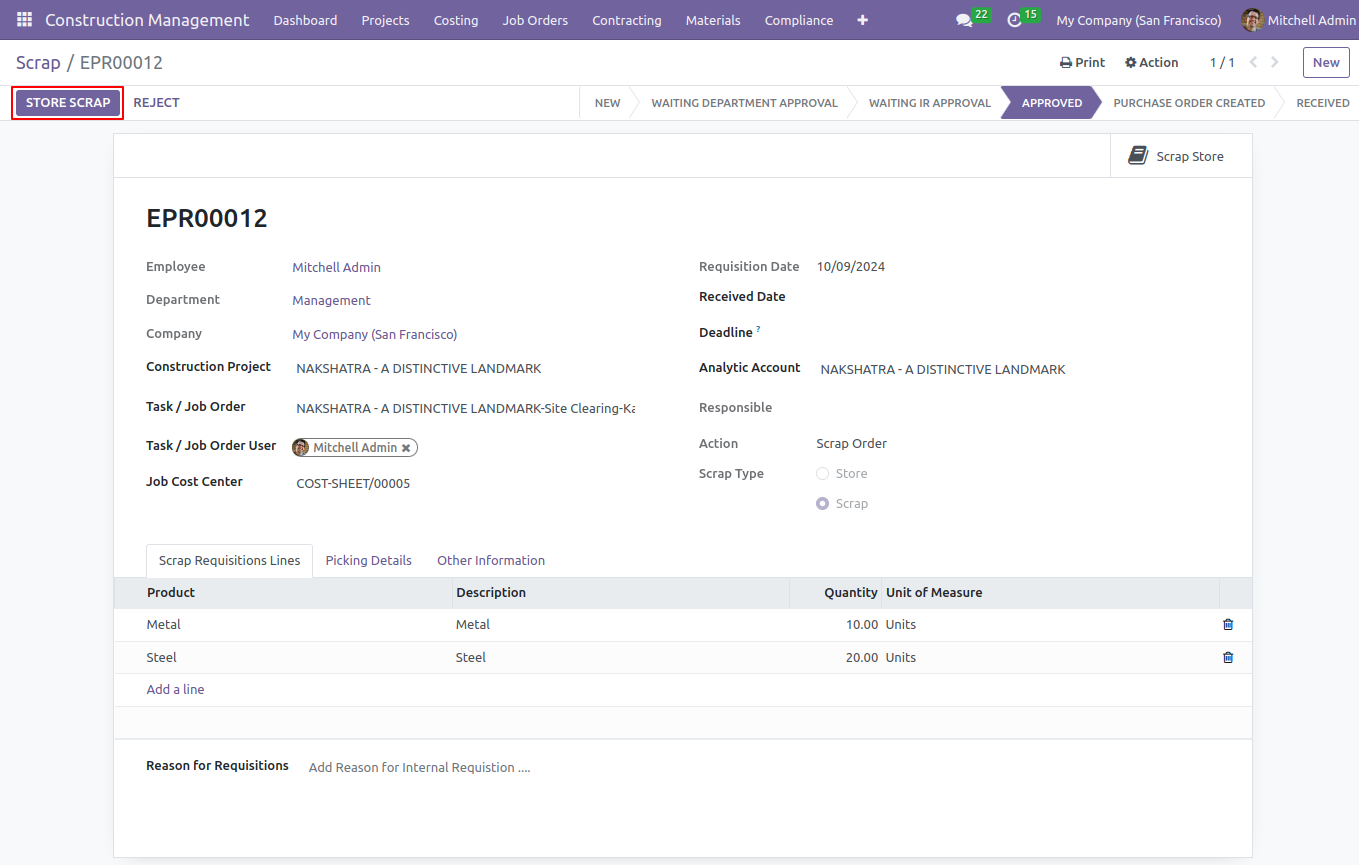 Construction Management Dashboard Projects Costing Job Orders Contracting Materials Compliance 22 15 My Company (San Francisco) Mitchell Admin
Scrap / EPR00012 Print Action 1 / 1 New
STORE SCRAP REJECT NEW WAITING DEPARTMENT APPROVAL WAITING IR APPROVAL APPROVED PURCHASE ORDER CREATED RECEIVED
Scrap Store
EPR00012
Employee Mitchell Admin Requisition Date 10/09/2024
Department Management Received Date
Company My Company (San Francisco) Deadline ?
Construction Project NAKSHATRA - A DISTINCTIVE LANDMARK Analytic Account NAKSHATRA - A DISTINCTIVE LANDMARK
Task / Job Order NAKSHATRA - A DISTINCTIVE LANDMARK-Site Clearing-Ka Responsible
Task / Job Order User Mitchell Admin Action Scrap Order
Job Cost Center COST-SHEET/00005 Scrap Type Store
Scrap
Scrap Requisitions Lines Picking Details Other Information
Product Description Quantity Unit of Measure
Metal Metal 10.00 Units
Steel Steel 20.00 Units
Add a line
Reason for Requisitions Add Reason for Internal Requistion ....